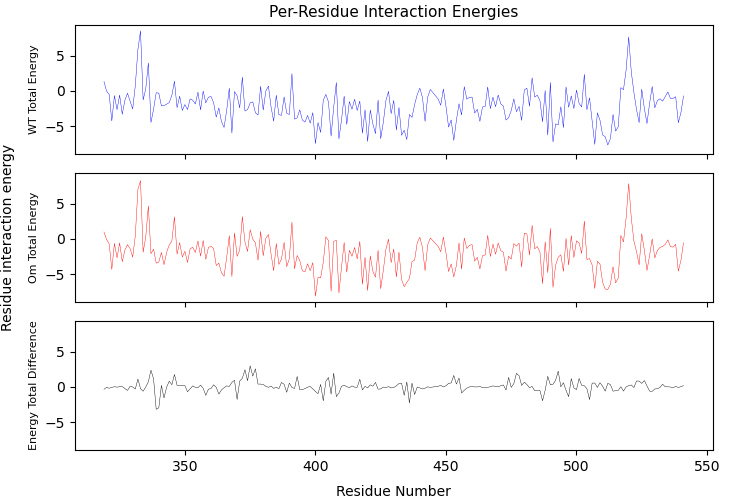 Per-Residue Interaction Energies
Residue interaction energy
WT Total Energy
5
0
−5
Om Total Energy
5
0
−5
Energy Total Difference
5
0
−5
350 400 450 500 550
Residue Number